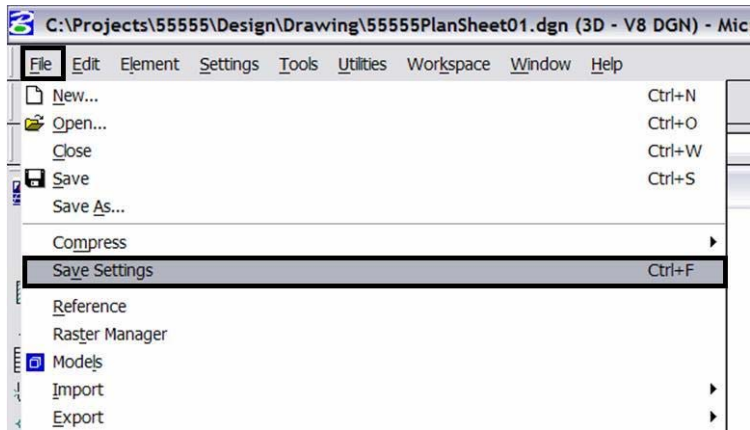 C:\Projects\55555\Design\Drawing\55555PlanSheet01.dgn (3D - V8 DGN) - Mic
File Edit Element Settings Tools Utilities Workspace Window Help
New... Ctrl+N
Open... Ctrl+O
Close Ctrl+W
Save Ctrl+S
Save As...
Compress
Save Settings Ctrl+F
Reference
Raster Manager
Models
Import
Export